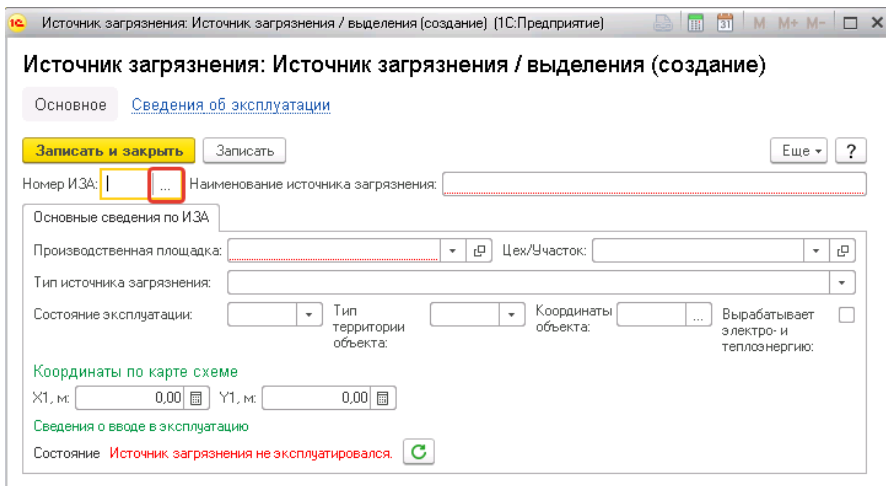 1С Источник загрязнения: Источник загрязнения / выделения (создание) (1С:Предприятие) 31 M M+ M-
Источник загрязнения: Источник загрязнения / выделения (создание)
Основное Сведения об эксплуатации
Записать и закрыть Записать Еще ?
Номер ИЗА: ... Наименование источника загрязнения:
Основные сведения по ИЗА
Производственная площадка: Цех/Участок:
Тип источника загрязнения:
Состояние эксплуатации: Тип территории объекта: Координаты объекта: ... Вырабатывает электро- и теплоэнергию:
Координаты по карте схеме
X1, м: 0,00 Y1, м: 0,00
Сведения о вводе в эксплуатацию
Состояние Источник загрязнения не эксплуатировался.